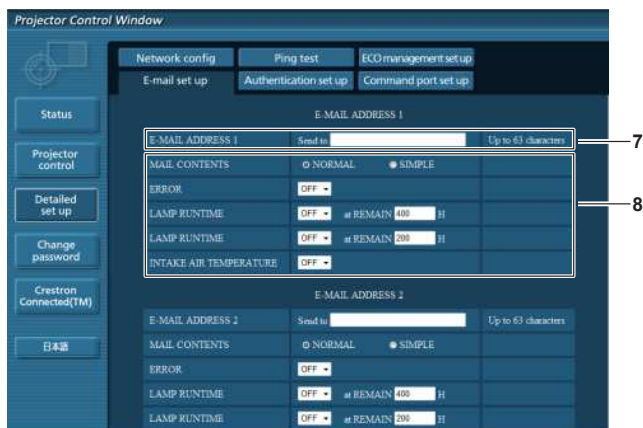 Projector Control Window
Network config Ping test ECO management set up
E-mail set up Authentication set up Command port set up
Status
Projector control
Detailed set up
Change password
Crestron Connected(TM)
日本語
E-MAIL ADDRESS 1
E-MAIL ADDRESS 1 Send to Up to 63 characters
MAIL CONTENTS NORMAL SIMPLE
ERROR OFF
LAMP RUNTIME OFF at REMAIN 400 H
LAMP RUNTIME OFF at REMAIN 200 H
INTAKE AIR TEMPERATURE OFF
E-MAIL ADDRESS 2
E-MAIL ADDRESS 2 Send to Up to 63 characters
MAIL CONTENTS NORMAL SIMPLE
ERROR OFF
LAMP RUNTIME OFF at REMAIN 400 H
LAMP RUNTIME OFF at REMAIN 200 H
7
8